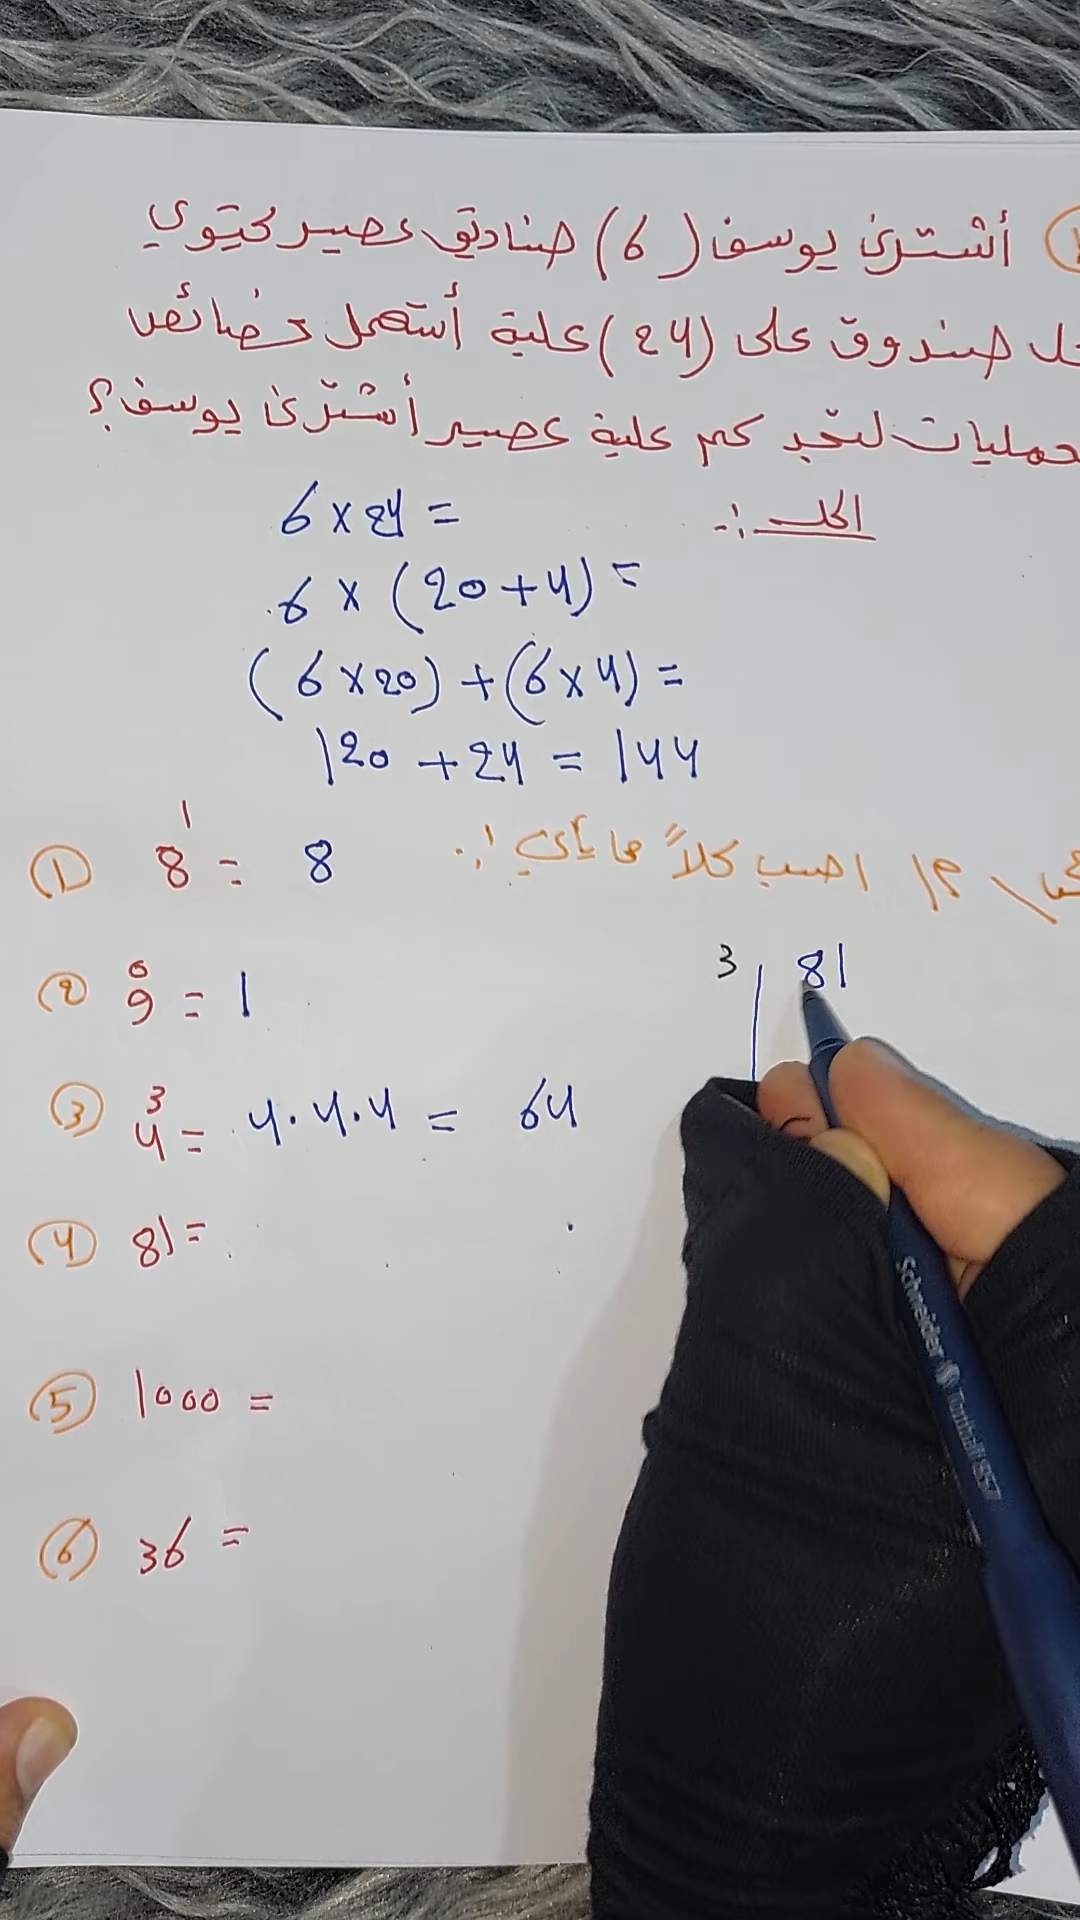 أشترىٰ يوسف (6) صناديق عصير تحتوي
كل صندوق على (24) علبة أستعمل خصائص
العمليات لتجد كم علبة عصير أشترىٰ يوسف؟
الحل :-
6 × 24 =
6 × (20 + 4) =
(6 × 20) + (6 × 4) =
120 + 24 = 144
احسب كلاً مما يأتي :.
① 8¹ = 8
② 9⁰ = 1
③ 4³ = 4 . 4 . 4 = 64
④ 81 =
⑤ 1000 =
⑥ 36 =
3 | 81
Schneider Tophall 857